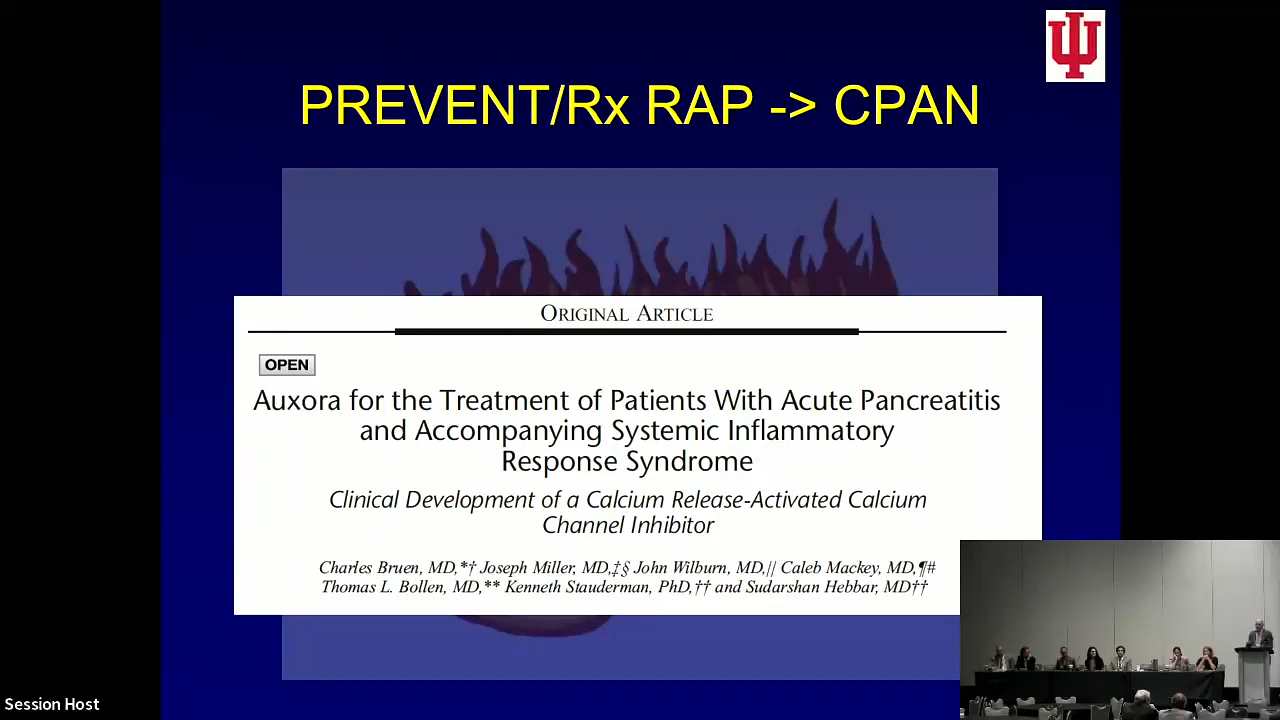 PREVENT/Rx RAP -> CPAN
ORIGINAL ARTICLE
OPEN
Auxora for the Treatment of Patients With Acute Pancreatitis
and Accompanying Systemic Inflammatory
Response Syndrome
Clinical Development of a Calcium Release-Activated Calcium
Channel Inhibitor
Charles Bruen, MD,*† Joseph Miller, MD,‡§ John Wilburn, MD,|| Caleb Mackey, MD,¶#
Thomas L. Bollen, MD,** Kenneth Stauderman, PhD,†† and Sudarshan Hebbar, MD††
Session Host